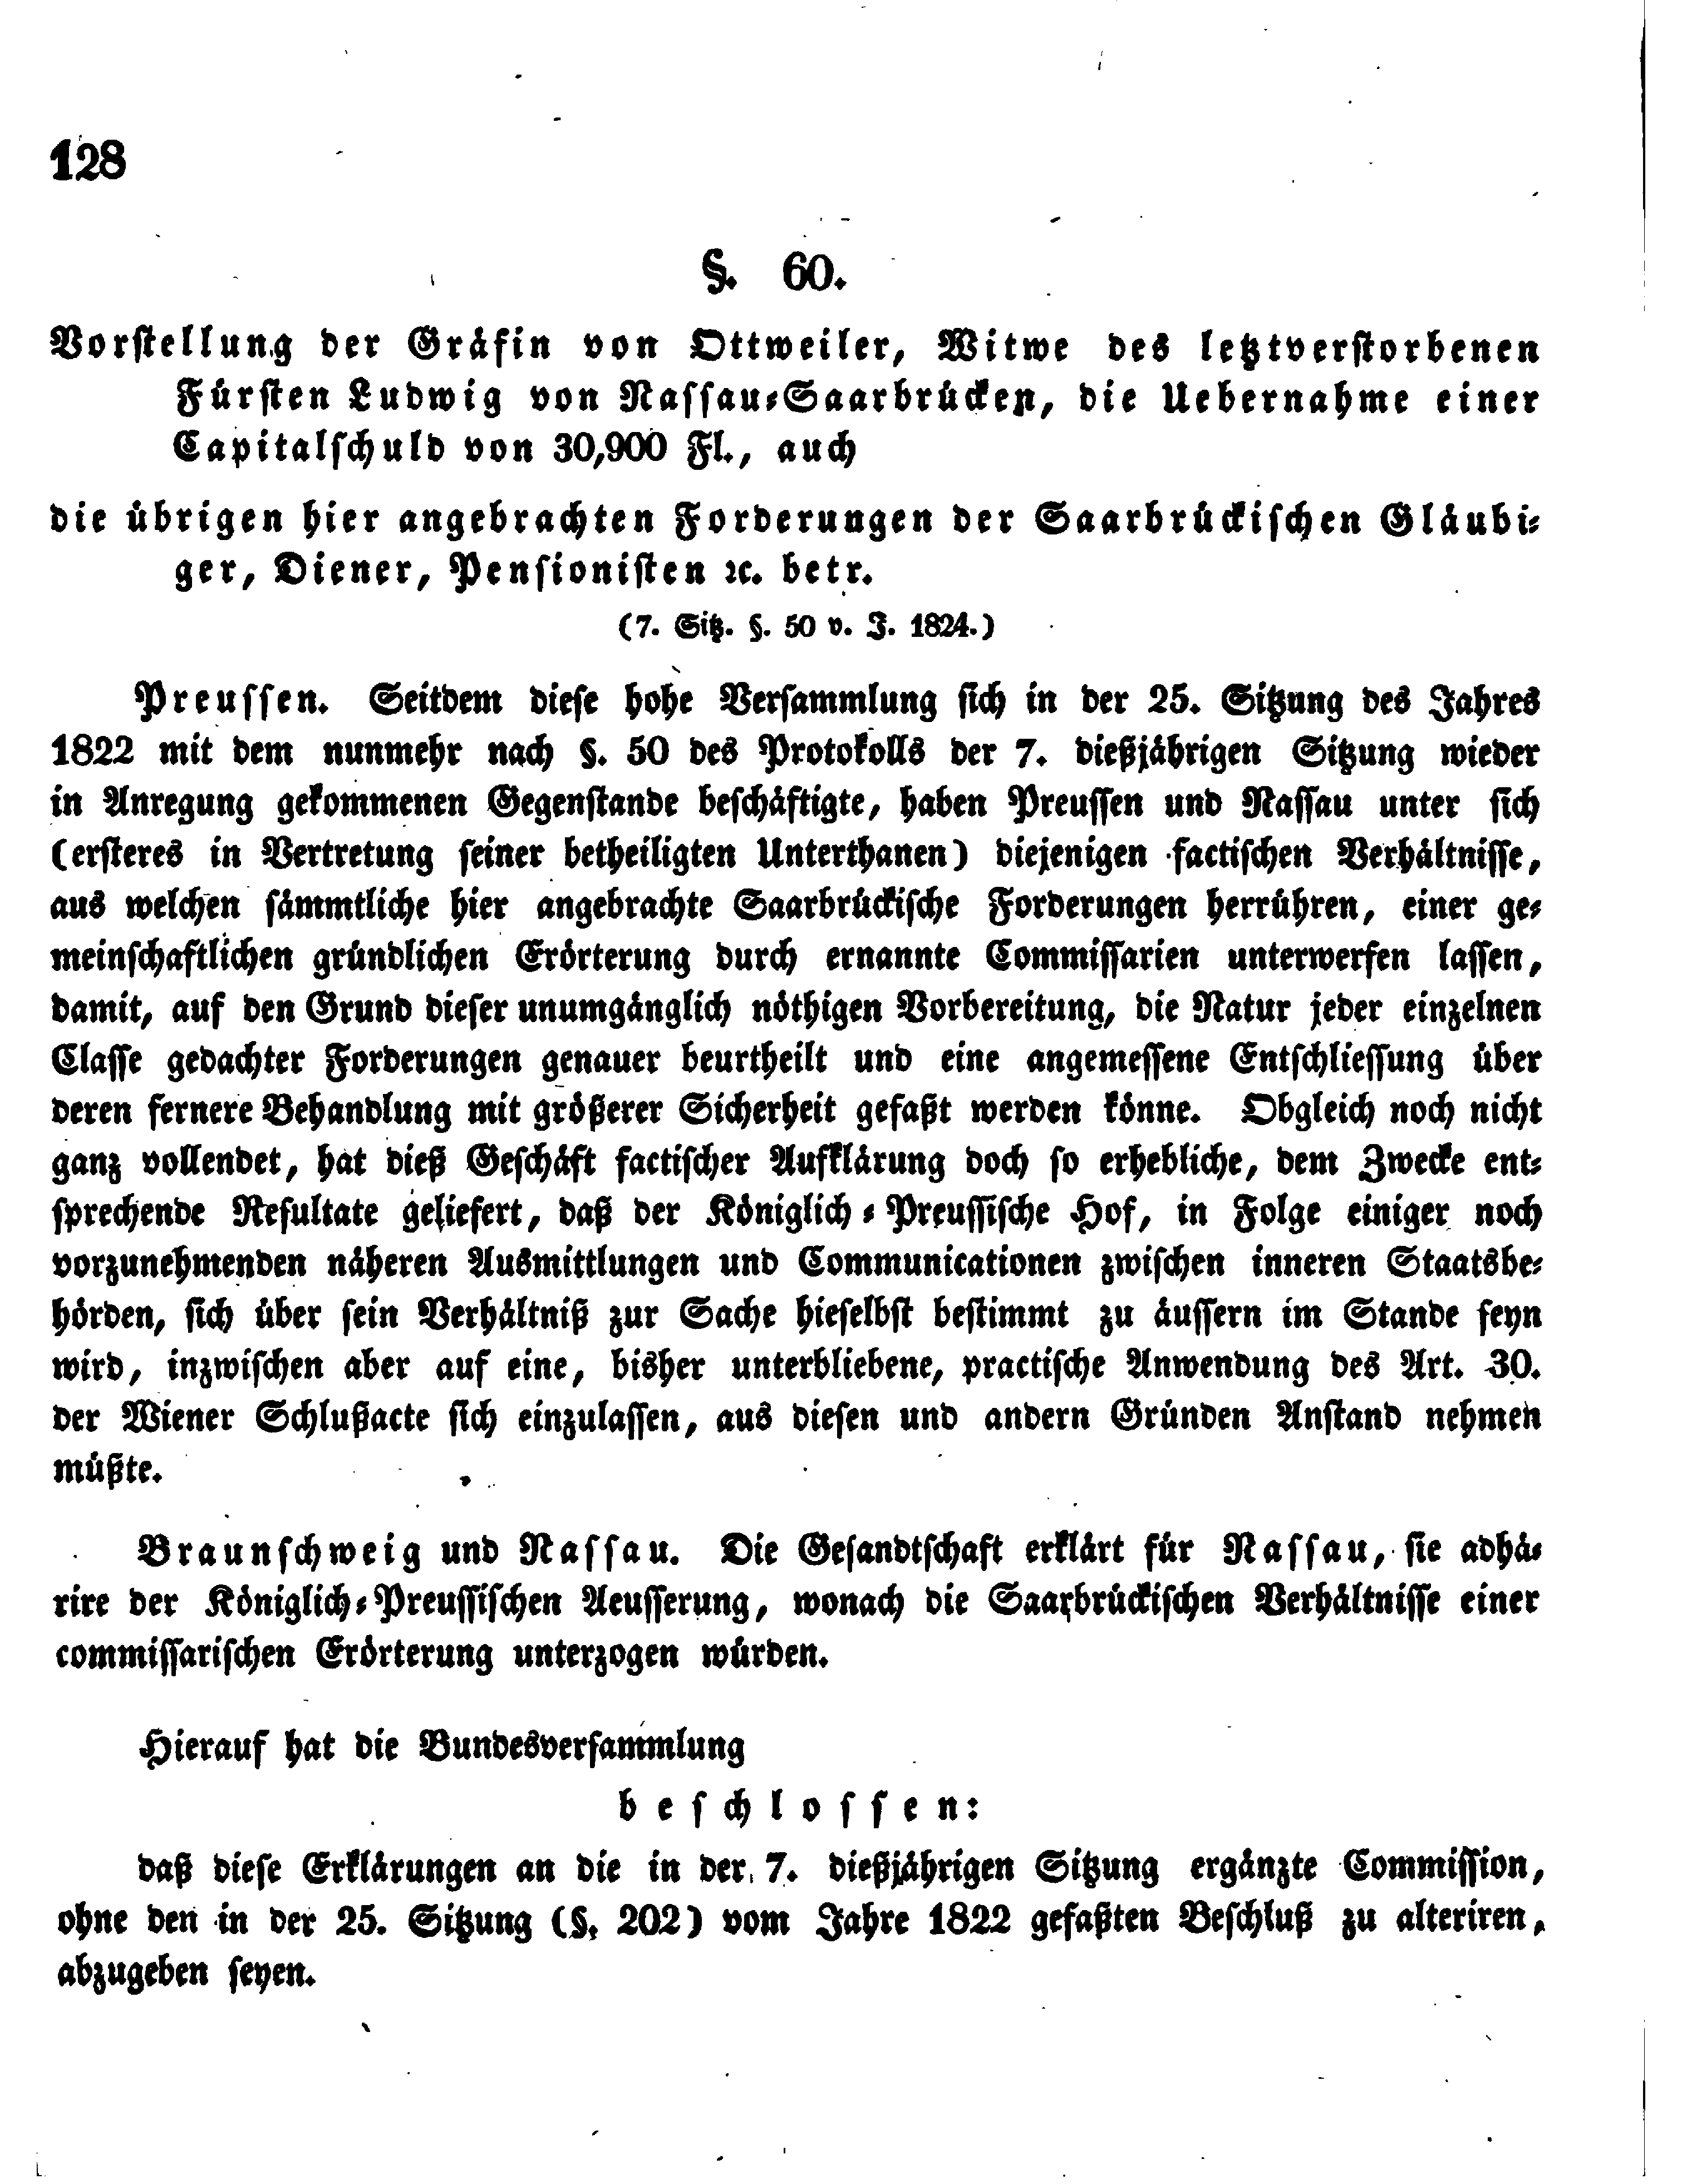 128
§. 60.
Vorstellung der Gräfin von Ottweiler, Witwe des letztverstorbenen
Fürsten Ludwig von Nassau-Saarbrücken, die Uebernahme einer
Capitalschuld von 30,900 Fl., auch
die übrigen hier angebrachten Forderungen der Saarbrückischen Gläubi-
ger, Diener, Pensionisten ꝛc. betr.
(7. Sitz. §. 50 v. J. 1824.)
Preussen. Seitdem diese hohe Versammlung sich in der 25. Sitzung des Jahres
1822 mit dem nunmehr nach §. 50 des Protokolls der 7. dießjährigen Sitzung wieder
in Anregung gekommenen Gegenstande beschäftigte, haben Preussen und Nassau unter sich
(ersteres in Vertretung seiner betheiligten Unterthanen) diejenigen factischen Verhältnisse,
aus welchen sämmtliche hier angebrachte Saarbrückische Forderungen herrühren, einer ge-
meinschaftlichen gründlichen Erörterung durch ernannte Commissarien unterwerfen lassen,
damit, auf den Grund dieser unumgänglich nöthigen Vorbereitung, die Natur jeder einzelnen
Classe gedachter Forderungen genauer beurtheilt und eine angemessene Entschliessung über
deren fernere Behandlung mit größerer Sicherheit gefaßt werden könne. Obgleich noch nicht
ganz vollendet, hat dieß Geschäft factischer Aufklärung doch so erhebliche, dem Zwecke ent-
sprechende Resultate geliefert, daß der Königlich-Preussische Hof, in Folge einiger noch
vorzunehmenden näheren Ausmittlungen und Communicationen zwischen inneren Staatsbe-
hörden, sich über sein Verhältniß zur Sache hieselbst bestimmt zu äussern im Stande seyn
wird, inzwischen aber auf eine, bisher unterbliebene, practische Anwendung des Art. 30.
der Wiener Schlußacte sich einzulassen, aus diesen und andern Gründen Anstand nehmen
müßte.
Braunschweig und Nassau. Die Gesandtschaft erklärt für Nassau, sie adhä-
rire der Königlich-Preussischen Aeusserung, wonach die Saarbrückischen Verhältnisse einer
commissarischen Erörterung unterzogen würden.
Hierauf hat die Bundesversammlung
beschlossen:
daß diese Erklärungen an die in der 7. dießjährigen Sitzung ergänzte Commission,
ohne den in der 25. Sitzung (§. 202) vom Jahre 1822 gefaßten Beschluß zu alteriren,
abzugeben seyen.